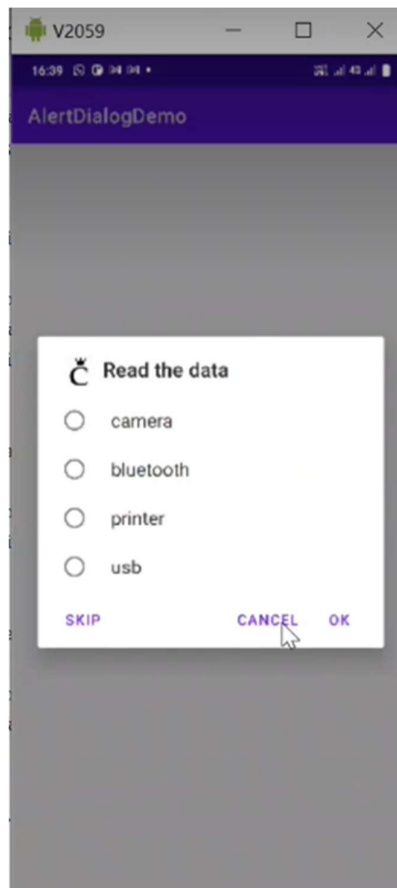 V2059
16:39
AlertDialogDemo
Č Read the data
camera
bluetooth
printer
usb
SKIP CANCEL OK